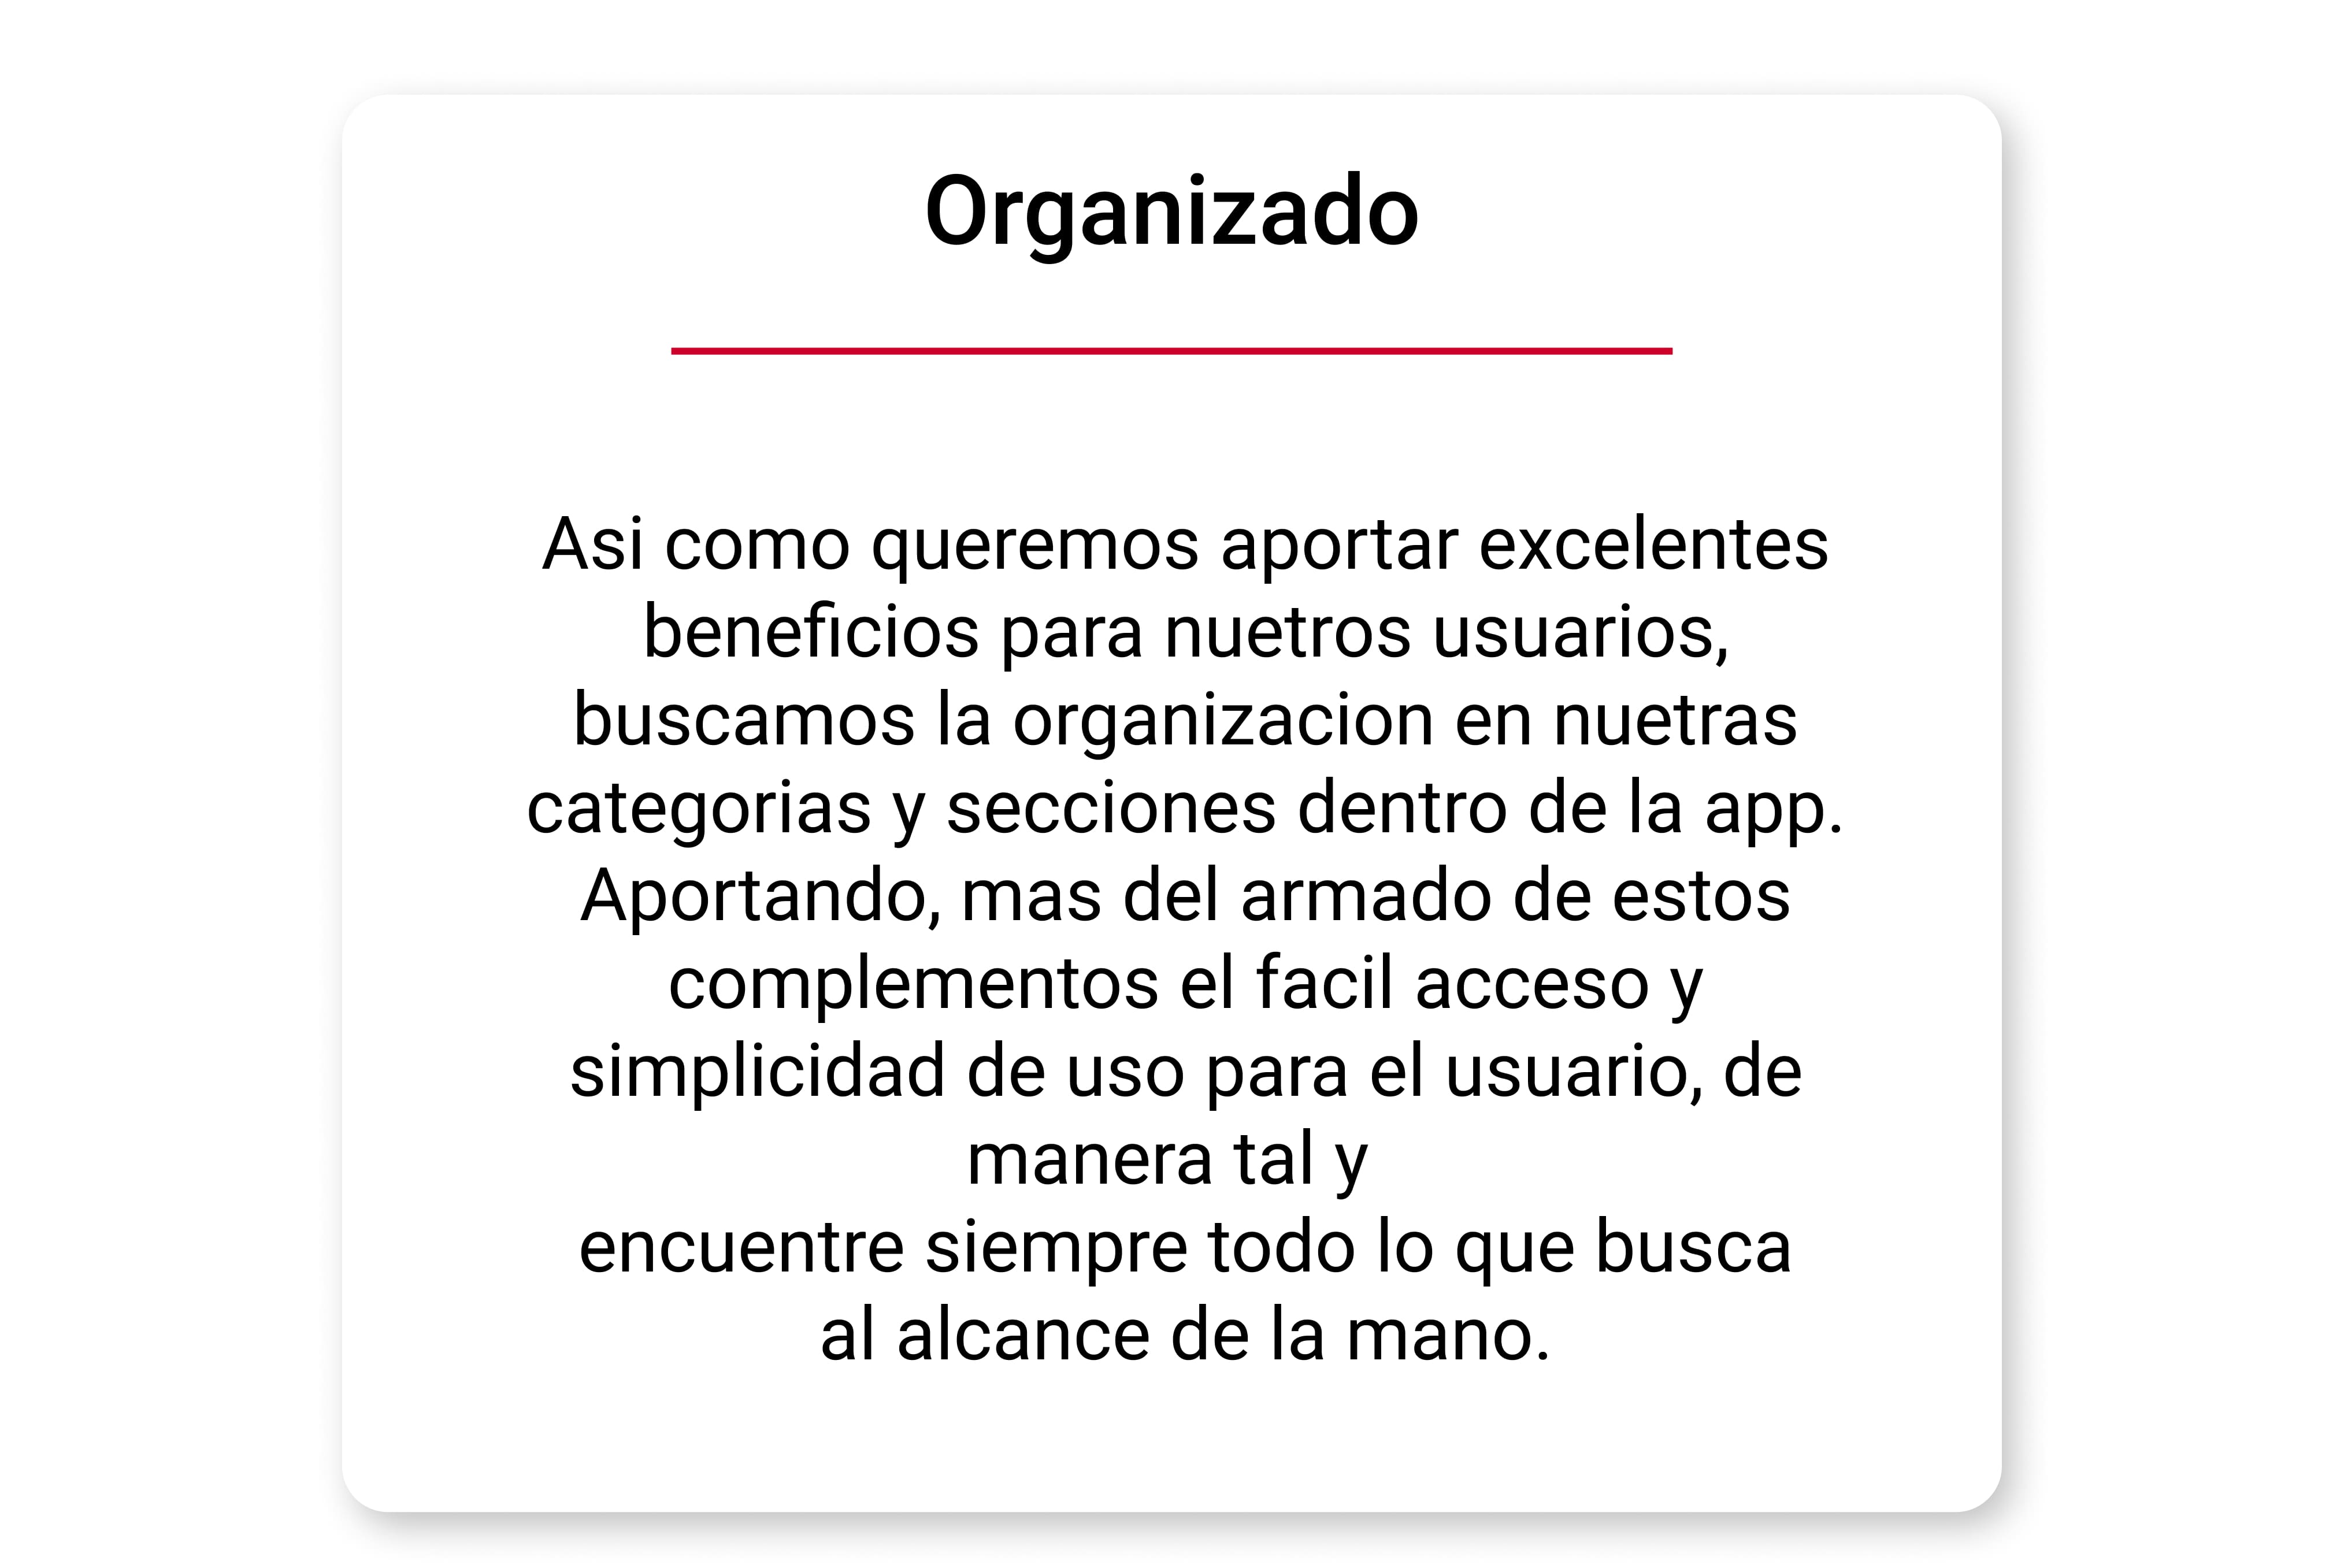 Organizado
Asi como queremos aportar excelentes
beneficios para nuetros usuarios,
buscamos la organizacion en nuetras
categorias y secciones dentro de la app.
Aportando, mas del armado de estos
complementos el facil acceso y
simplicidad de uso para el usuario, de
manera tal y
encuentre siempre todo lo que busca
al alcance de la mano.